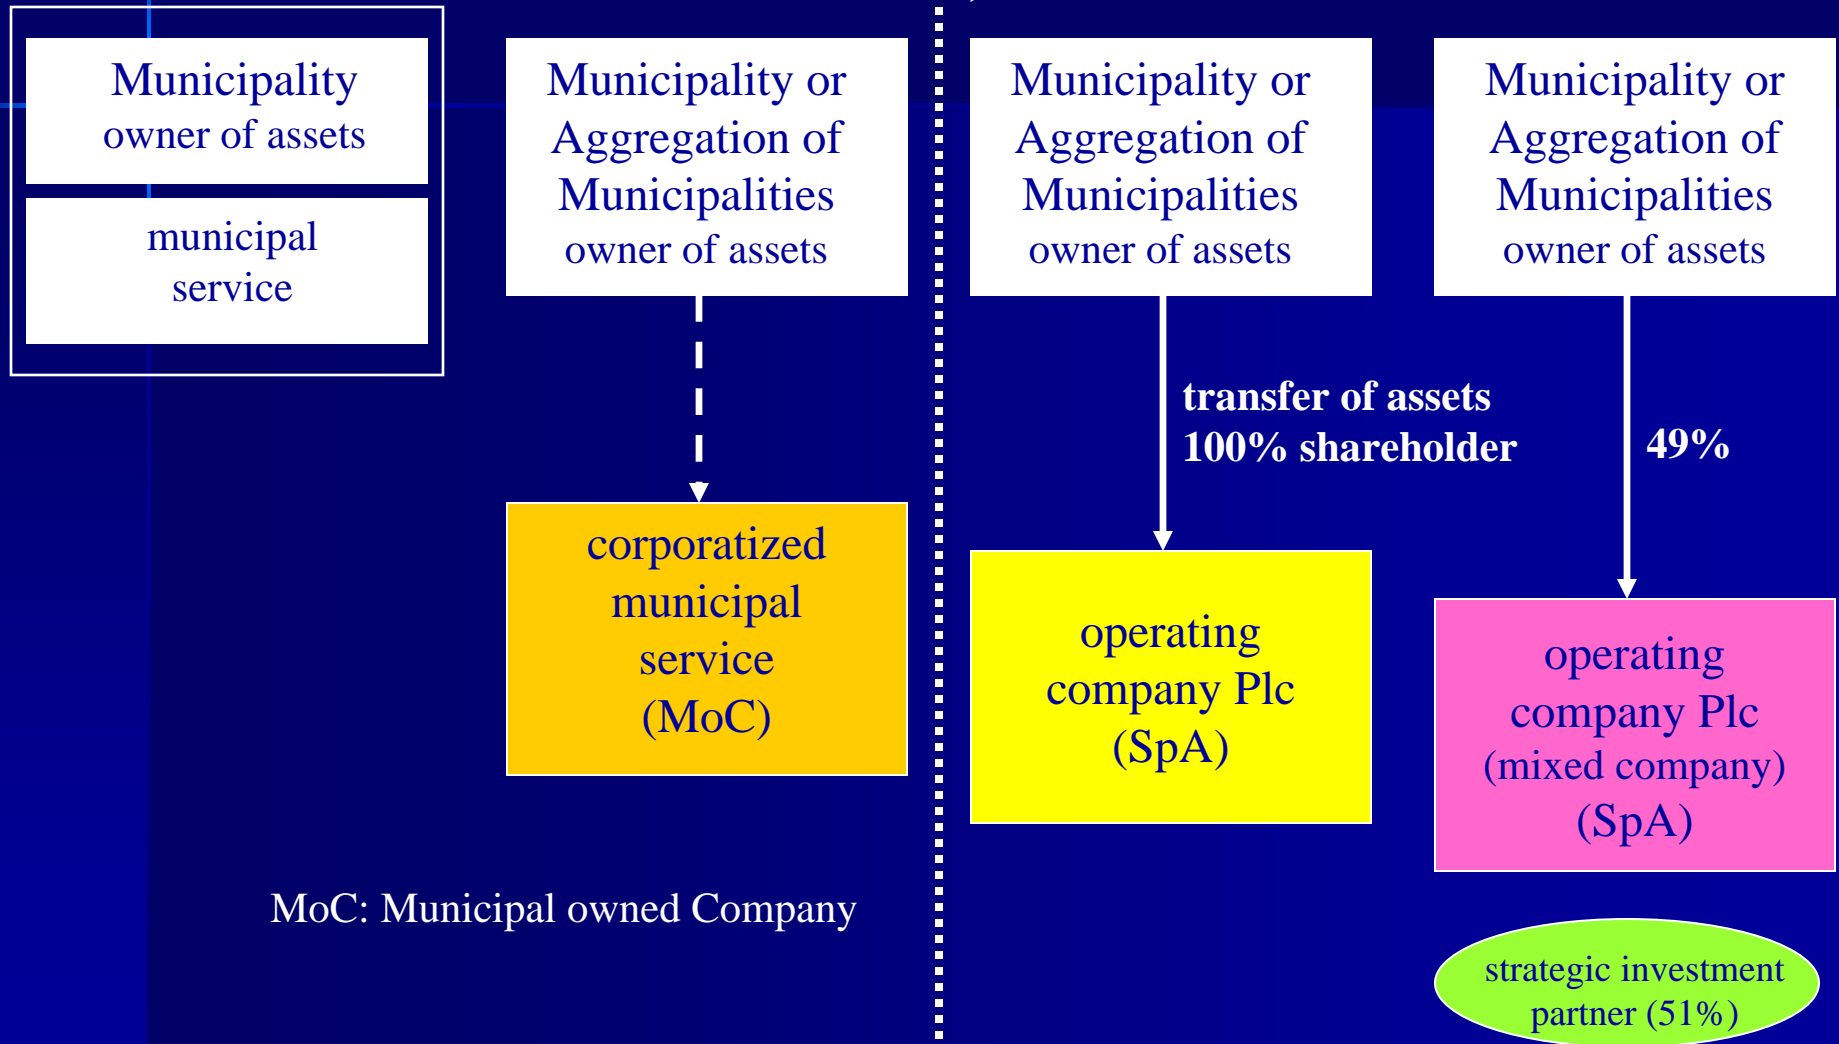 Municipality
owner of assets
municipal
service
Municipality or
Aggregation of
Municipalities
owner of assets
corporatized
municipal
service
(MoC)
MoC: Municipal owned Company
Municipality or
Aggregation of
Municipalities
owner of assets
transfer of assets
100% shareholder
operating
company Plc
(SpA)
Municipality or
Aggregation of
Municipalities
owner of assets
49%
operating
company Plc
(mixed company)
(SpA)
strategic investment
partner (51%)